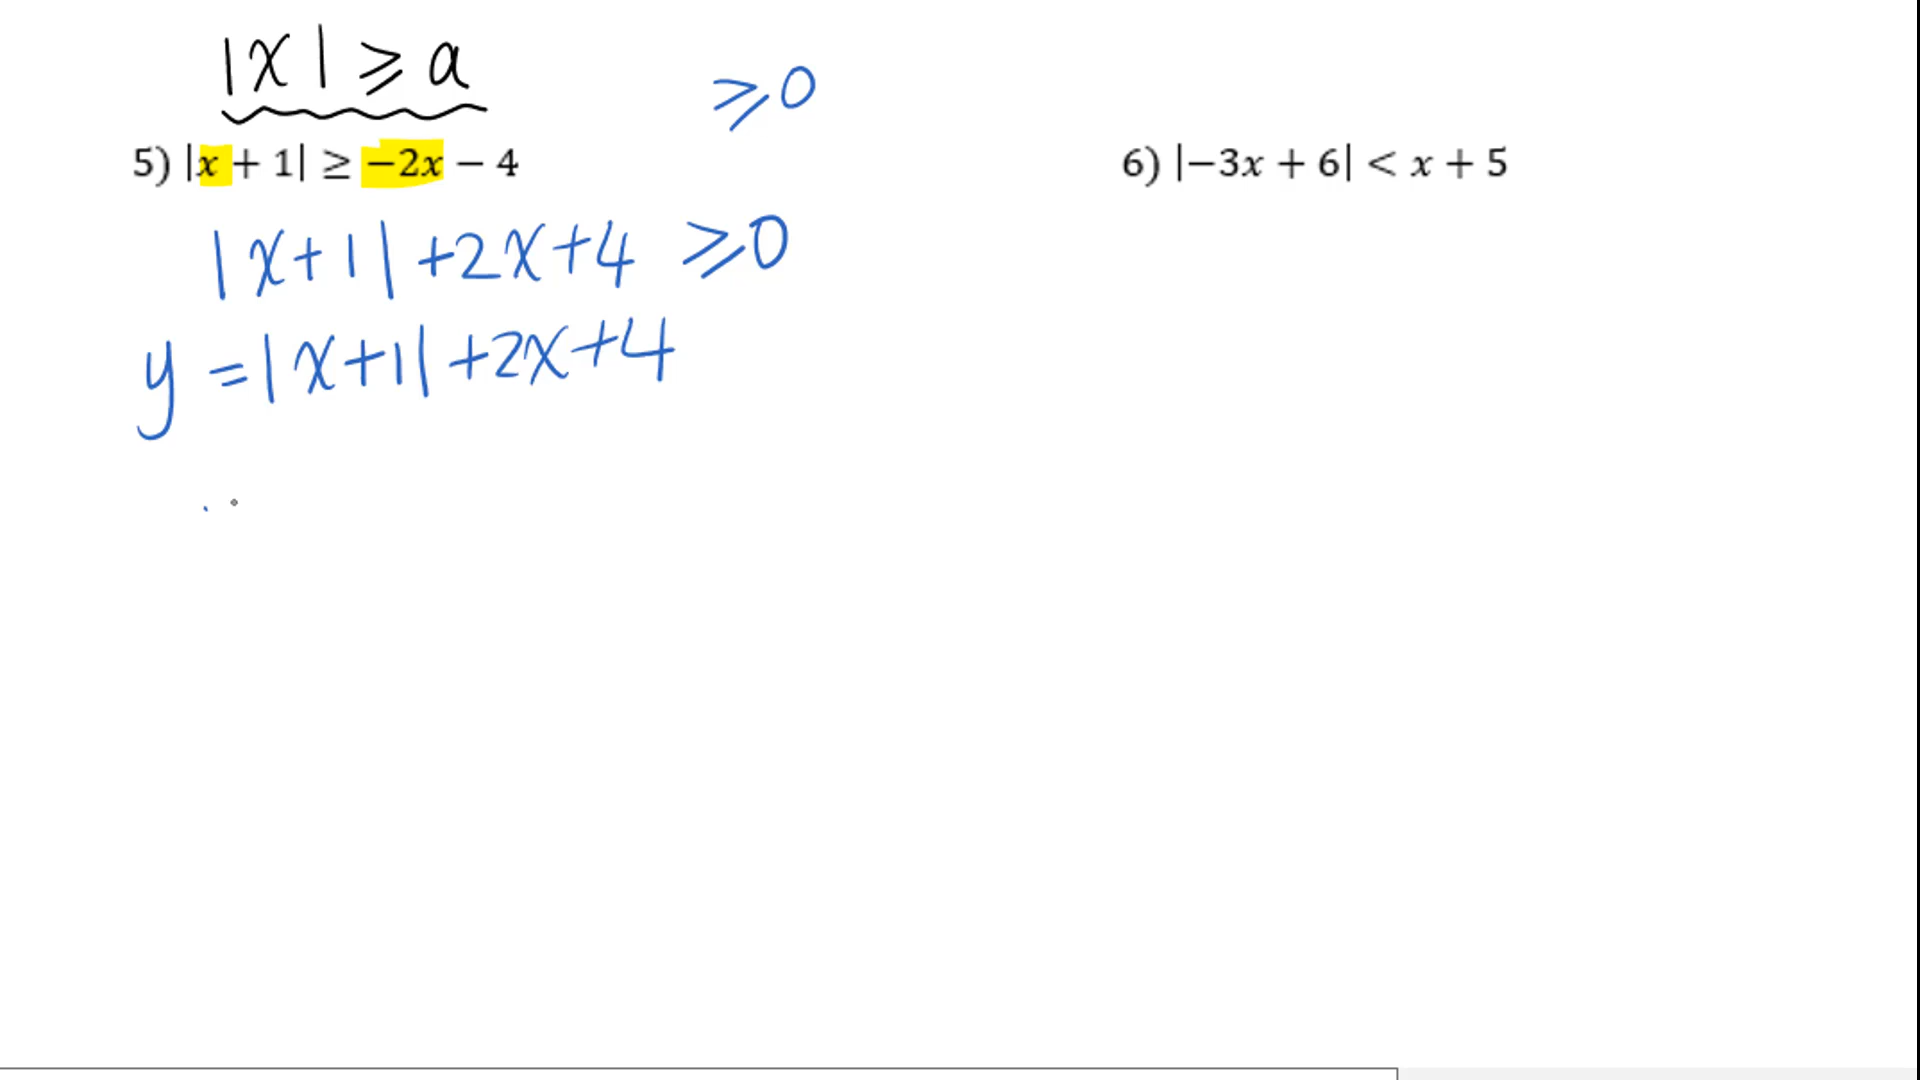 |x| ⩾ a
⩾0
5) |x + 1| ≥ −2x − 4
6) |−3x + 6| < x + 5
|x+1| +2x+4 ⩾0
y =|x+1| +2x+4